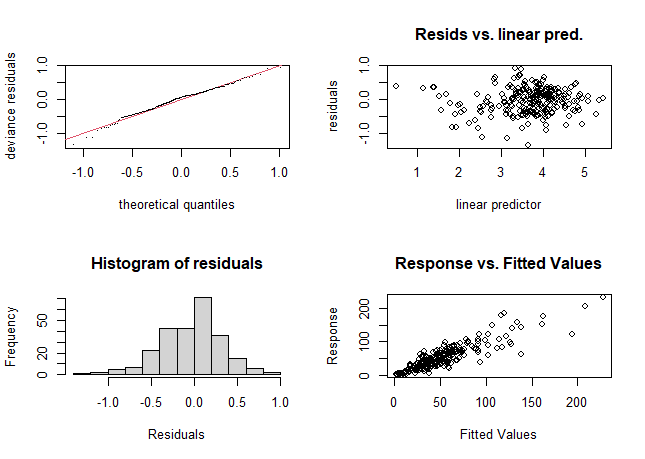 deviance residuals
-1.0 0.0 1.0
-1.0 -0.5 0.0 0.5 1.0
theoretical quantiles
Resids vs. linear pred.
residuals
-1.0 0.0 1.0
1 2 3 4 5
linear predictor
Histogram of residuals
Frequency
0 20 50
-1.0 -0.5 0.0 0.5 1.0
Residuals
Response vs. Fitted Values
Response
0 100 200
0 50 100 150 200
Fitted Values